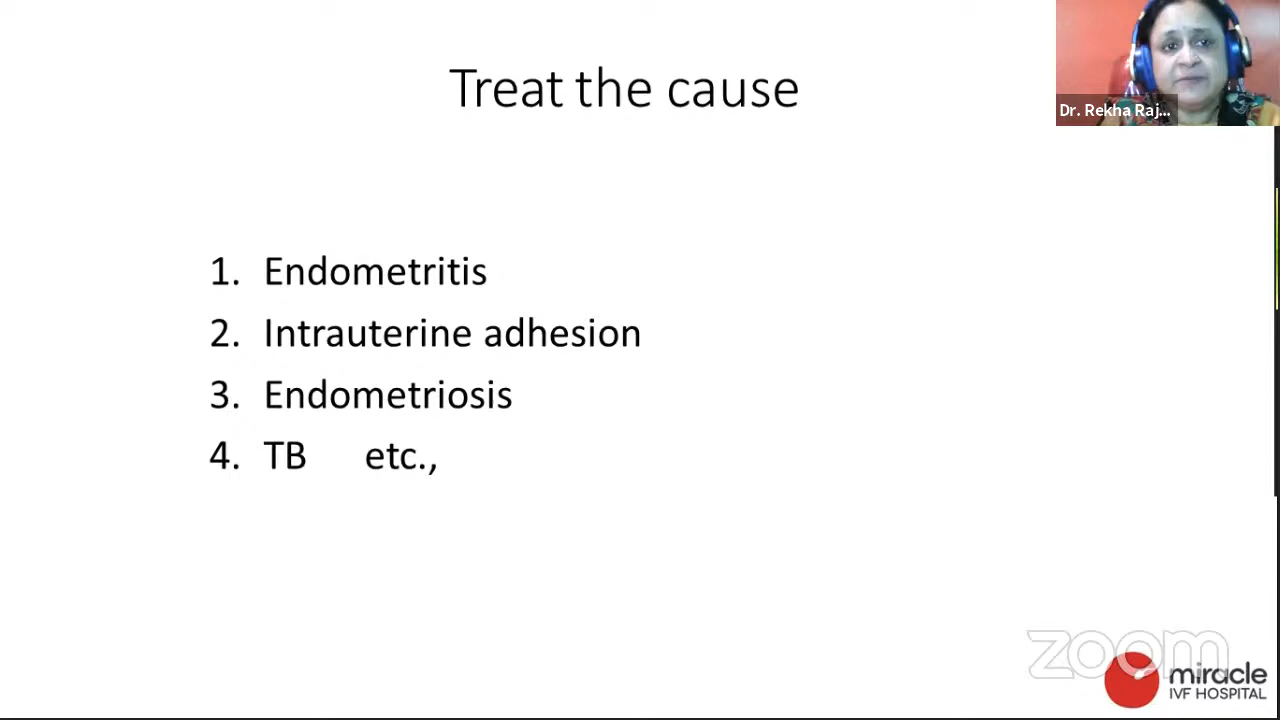 Treat the cause
Dr. Rekha Raj...
1. Endometritis
2. Intrauterine adhesion
3. Endometriosis
4. TB etc.,
zoom
miracle
IVF HOSPITAL